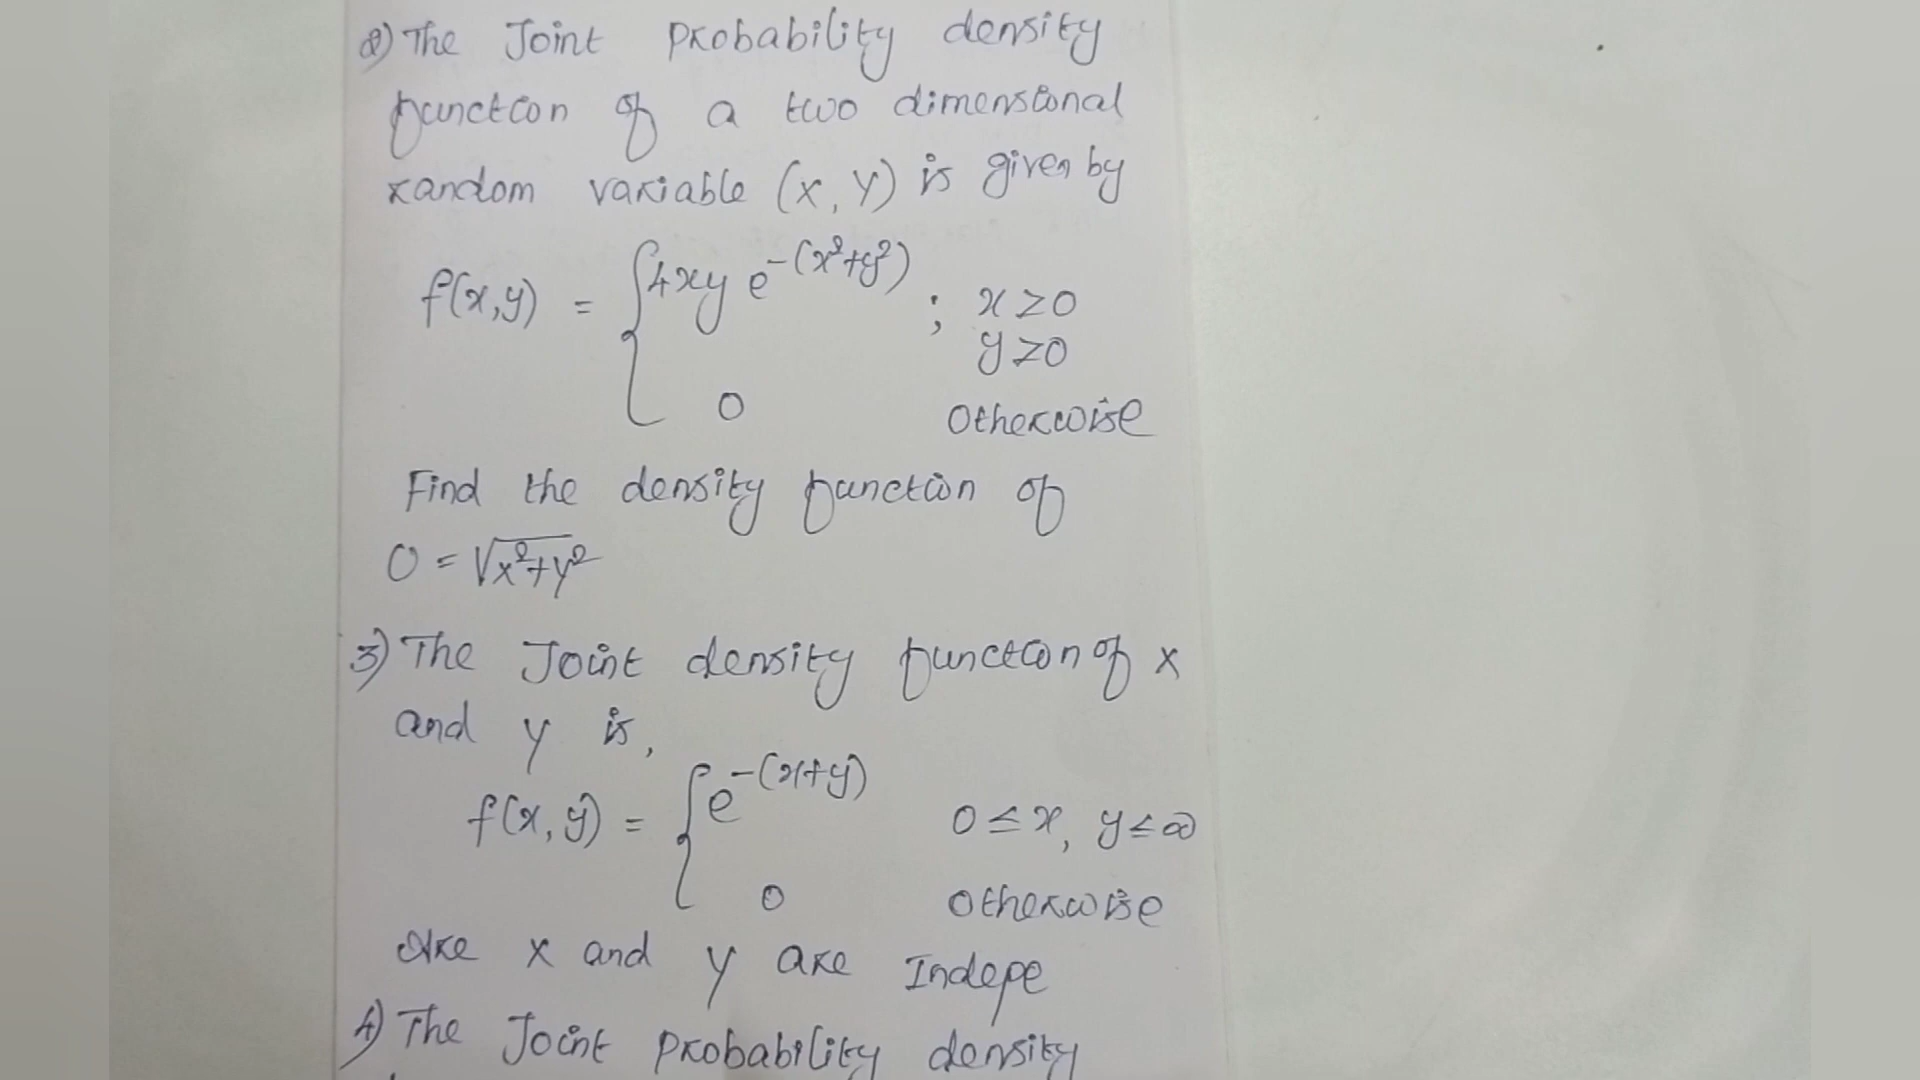 2) The Joint Probability density
function of a two dimensional
random variable (X, Y) is given by
f(x,y) = { 4xy e^-(x²+y²) ; x ≥ 0
y ≥ 0
0 Otherwise
Find the density function of
U = √x²+y²
3) The Joint density function of X
and Y is,
f(x,y) = { e^-(x+y) 0 ≤ x, y ≤ ∞
0 otherwise
Are X and Y are Indepe
4) The Joint Probability density